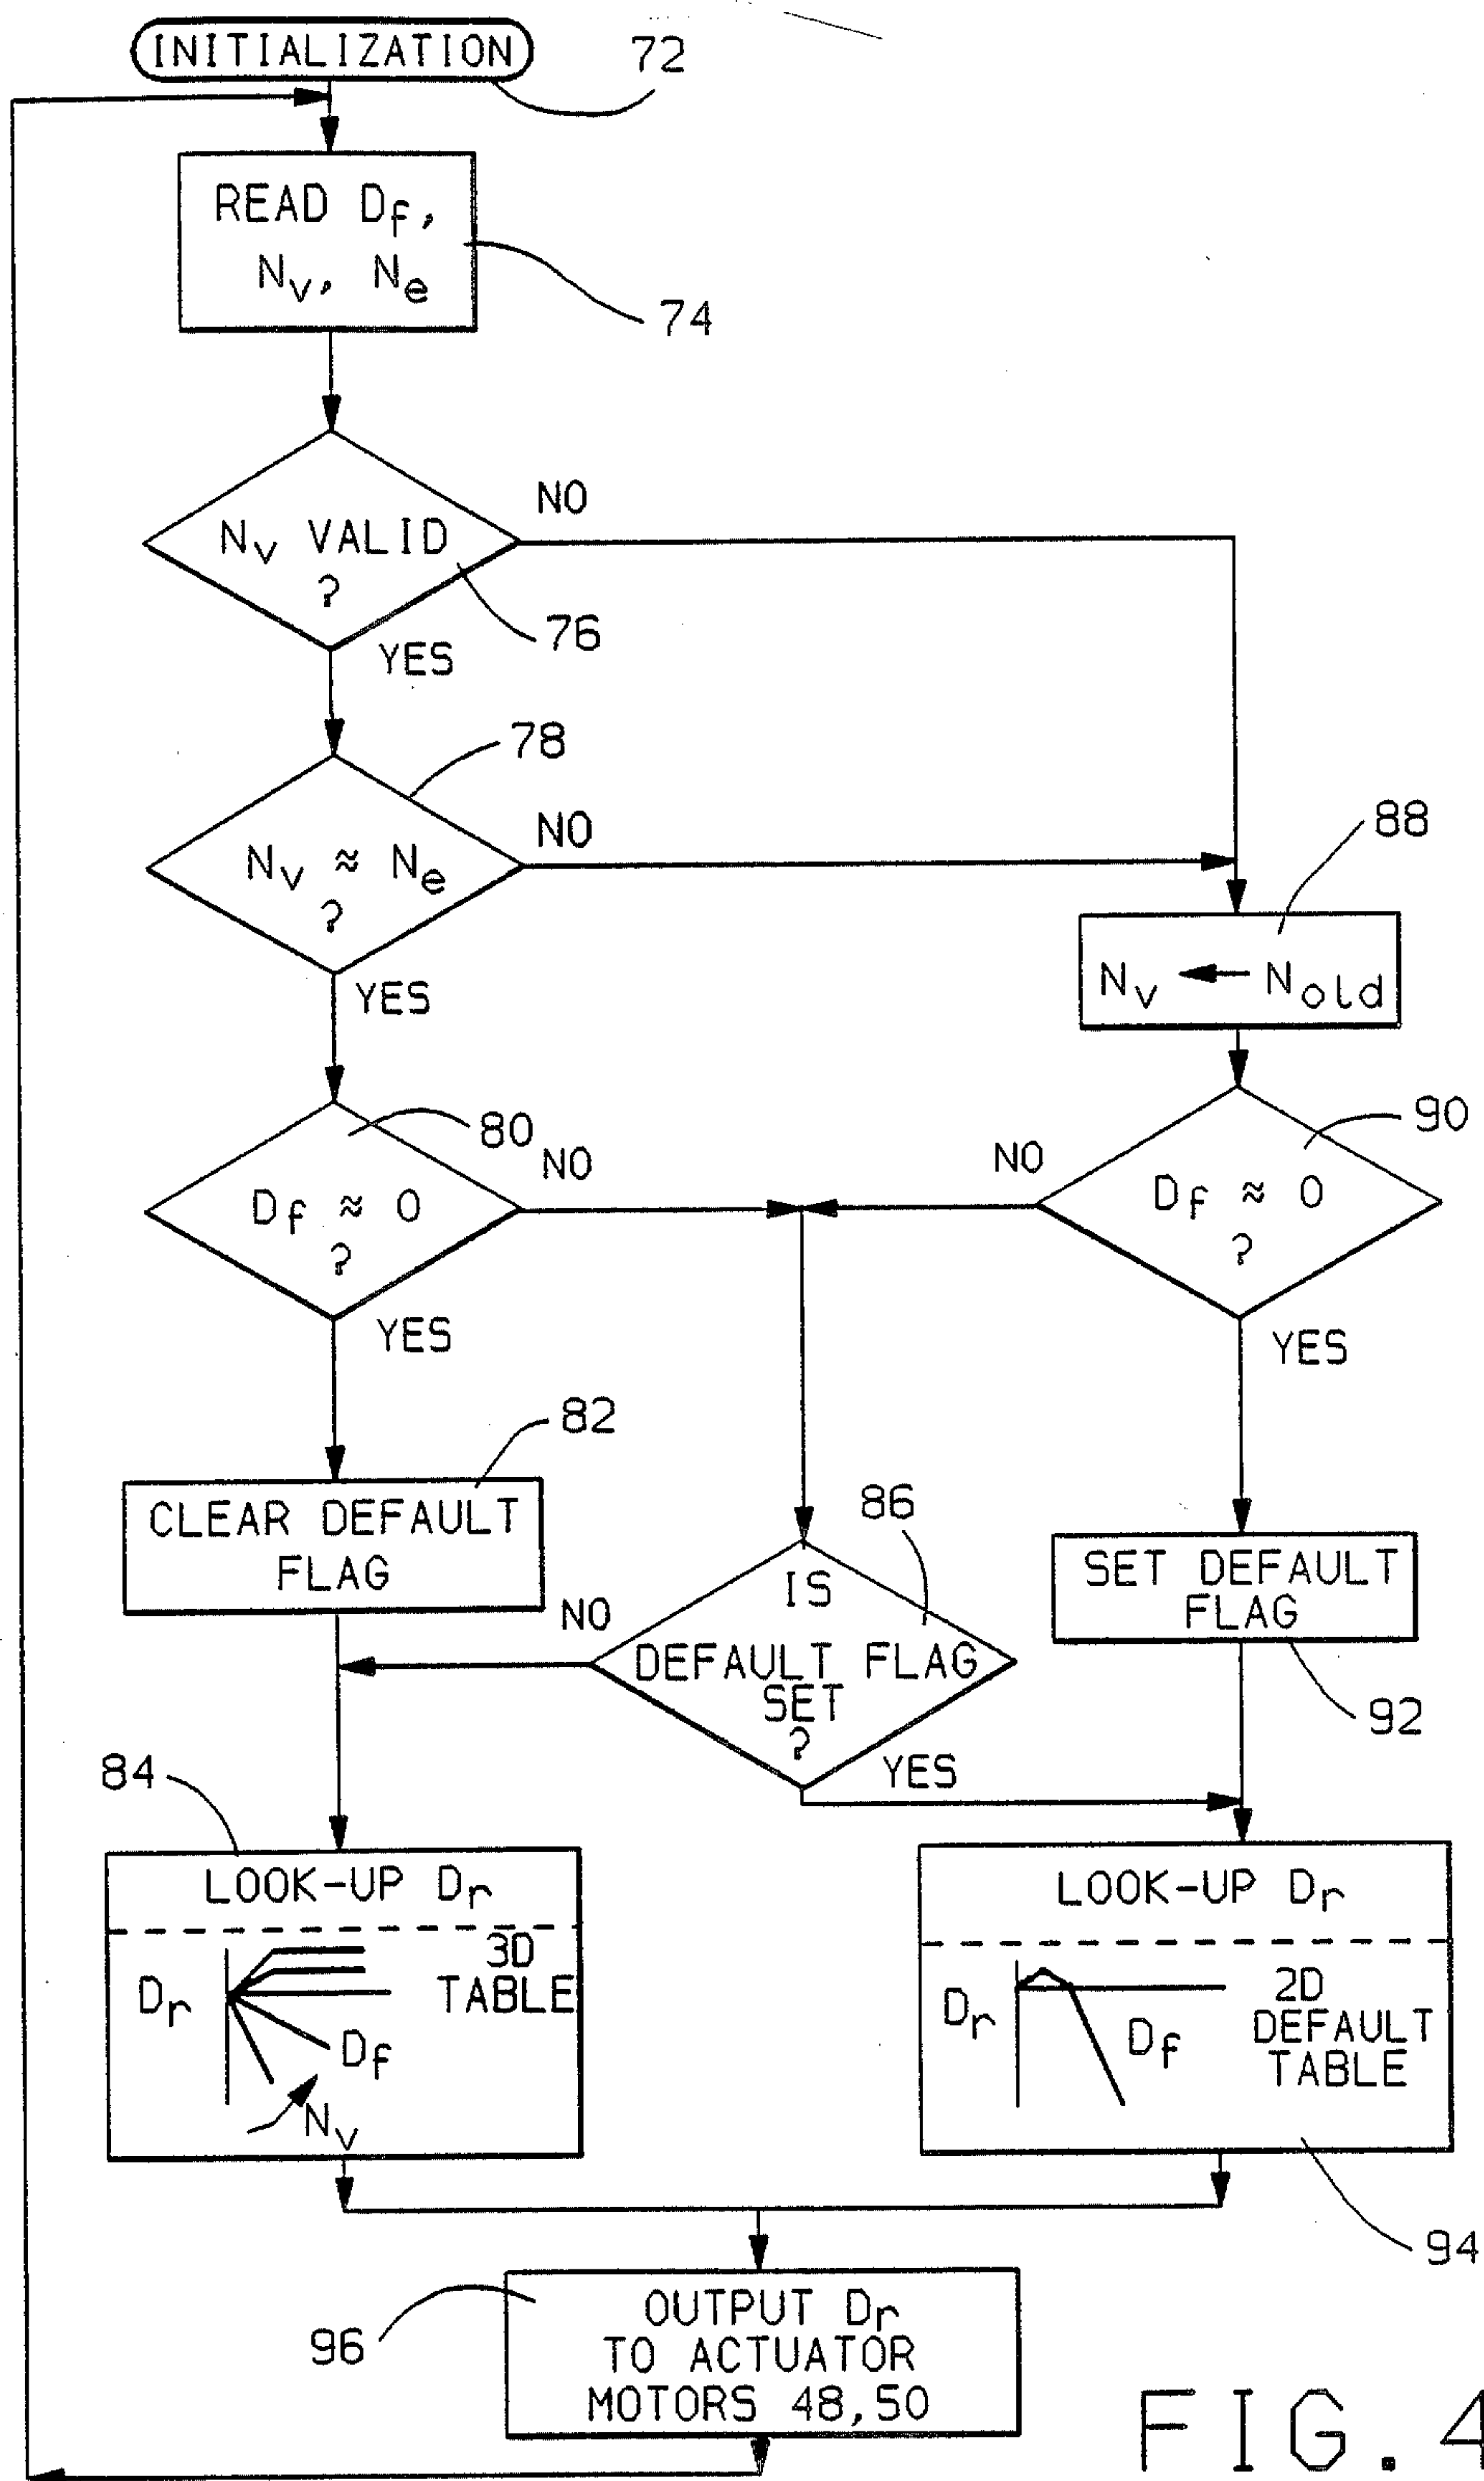 INITIALIZATION
72
READ Df,
Nv, Ne
74
NO
Nv VALID
?
76
YES
78
NO
Nv ≈ Ne
?
YES
88
Nv ← Nold
80
NO
Df ≈ 0
?
YES
90
NO
Df ≈ 0
?
YES
82
CLEAR DEFAULT
FLAG
86
IS
DEFAULT FLAG
SET
?
NO
YES
SET DEFAULT
FLAG
92
84
LOOK-UP Dr
3D
TABLE
Dr
Df
Nv
LOOK-UP Dr
2D
DEFAULT
TABLE
Dr
Df
94
96
OUTPUT Dr
TO ACTUATOR
MOTORS 48,50
FIG. 4